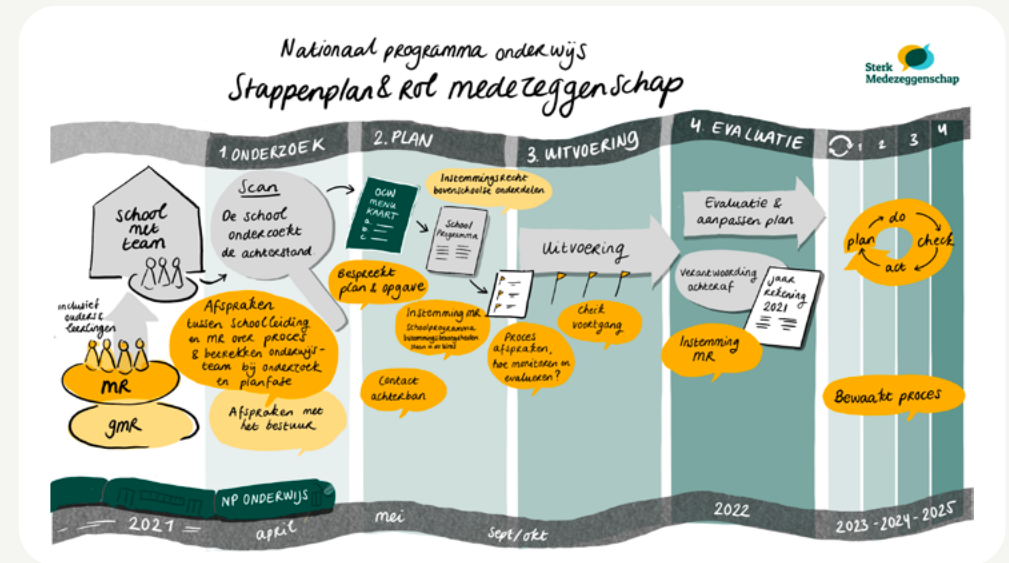 Nationaal programma onderwijs
Stappenplan & Rol medezeggenschap
Sterk
Medezeggenschap
1. ONDERZOEK
2. PLAN
3. UITVOERING
4. EVALUATIE
1
2
3
4
school
met
team
inclusief
ouders &
leerlingen
MR
gmR
Scan
De school
onderzoekt
de achterstand.
Afspraken
tussen schoolleiding
en MR over proces
& betrekken onderwijs-
team bij onderzoek
en planfase
Afspraken met
het bestuur
OCW
MENU
KAART
a.
b.
c.
School
Programma
Instemmingsrecht
bovenschoolse onderdelen
Bespreekt
plan & opgave
Instemming MR
Schoolprogramma
Contact
achterban
Proces
afspraken,
hoe monitoren en
evalueren?
Uitvoering
Check
voortgang
Evaluatie &
aanpassen plan
verantwoording
achteraf
jaar
rekening
2021
Instemming
MR
plan
do
check
act
Bewaakt proces
NP ONDERWIJS
2021
april
mei
sept/okt
2022
2023 - 2024 - 2025